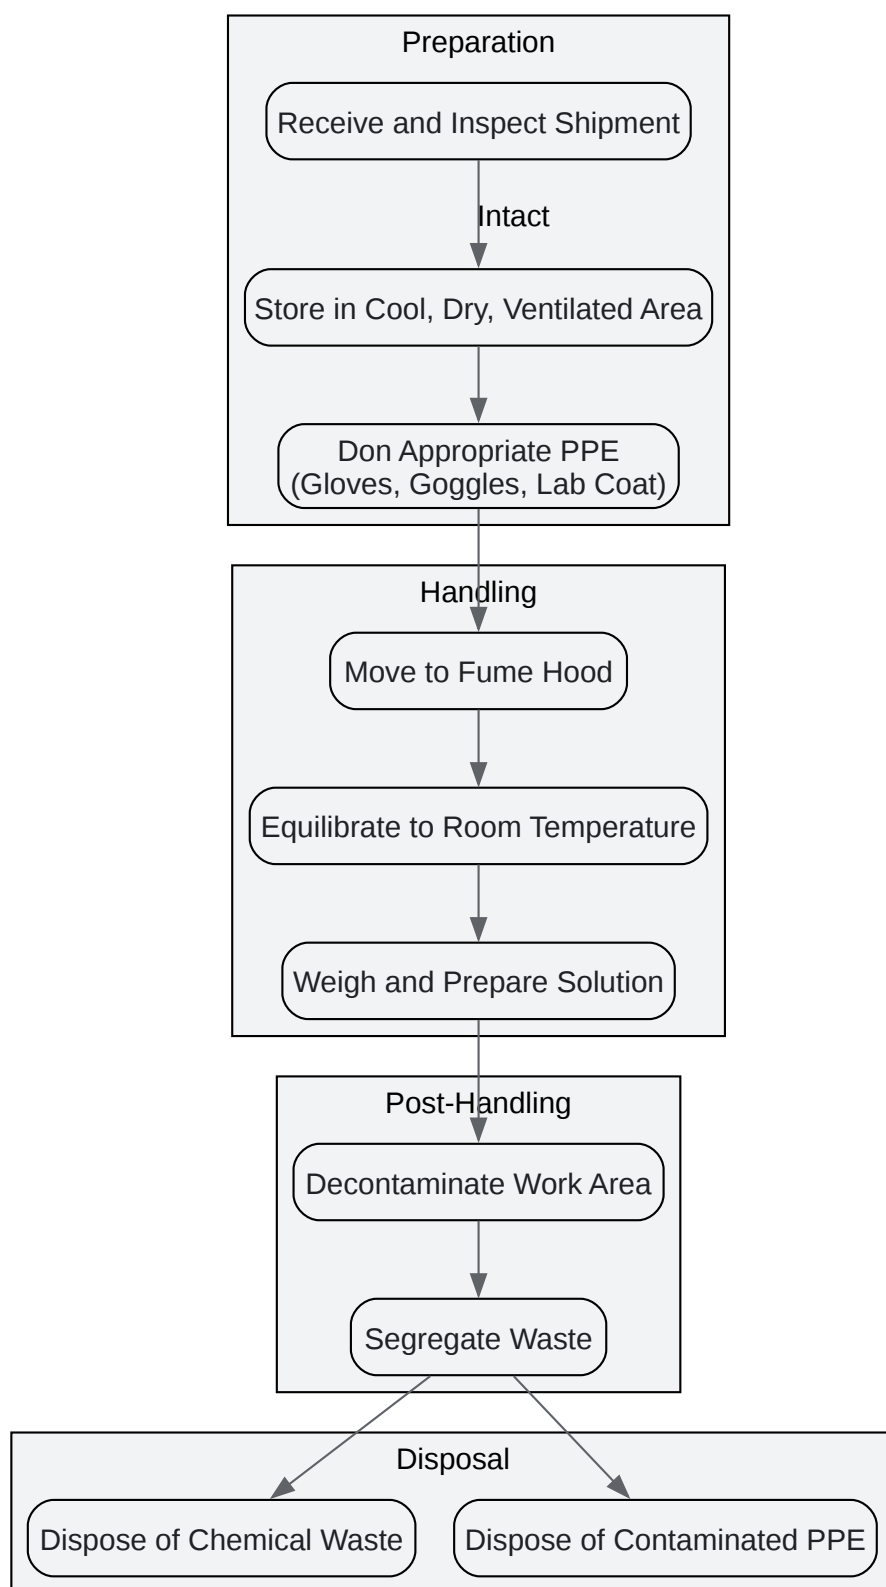 Preparation
Receive and Inspect Shipment
Intact
Store in Cool, Dry, Ventilated Area
Don Appropriate PPE
(Gloves, Goggles, Lab Coat)
Handling
Move to Fume Hood
Equilibrate to Room Temperature
Weigh and Prepare Solution
Post-Handling
Decontaminate Work Area
Segregate Waste
Disposal
Dispose of Chemical Waste
Dispose of Contaminated PPE